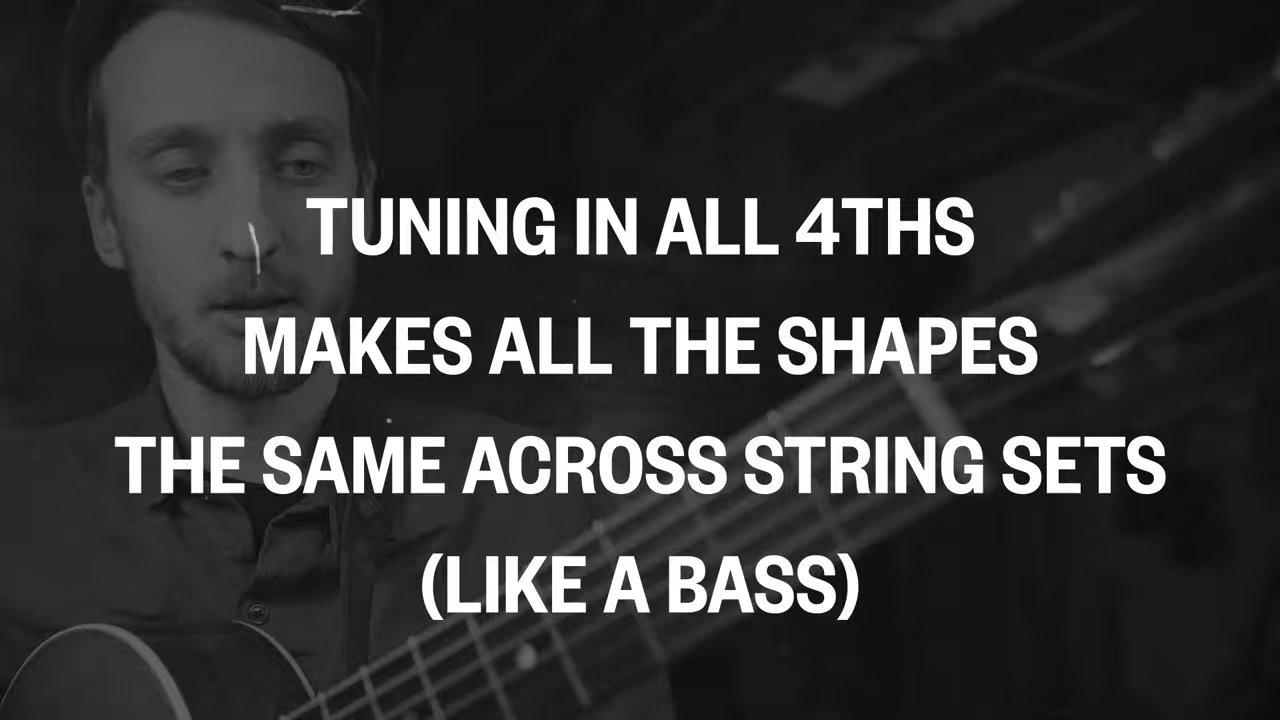 TUNING IN ALL 4THS
MAKES ALL THE SHAPES
THE SAME ACROSS STRING SETS
(LIKE A BASS)